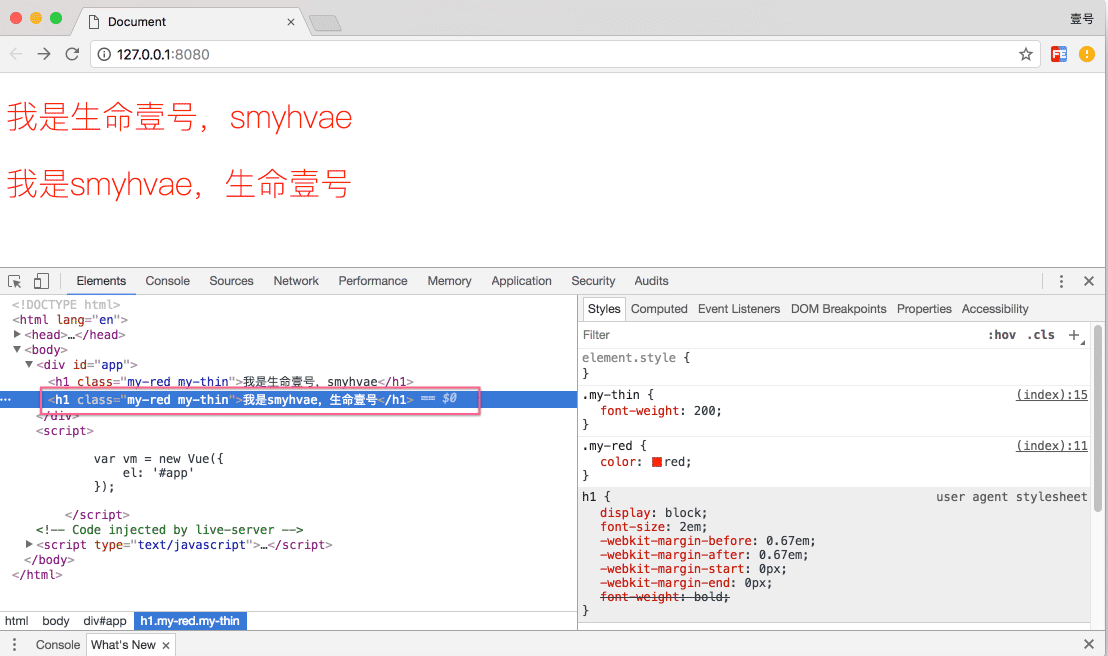 Document
壹号
127.0.0.1:8080
FE
我是生命壹号，smyhvae
我是smyhvae，生命壹号
Elements Console Sources Network Performance Memory Application Security Audits
<!DOCTYPE html>
<html lang="en">
<head>…</head>
<body>
<div id="app">
<h1 class="my-red my-thin">我是生命壹号，smyhvae</h1>
<h1 class="my-red my-thin">我是smyhvae，生命壹号</h1> == $0
</div>
<script>
var vm = new Vue({
el: '#app'
});
</script>
<!-- Code injected by live-server -->
<script type="text/javascript">…</script>
</body>
</html>
html body div#app h1.my-red.my-thin
Styles Computed Event Listeners DOM Breakpoints Properties Accessibility
Filter :hov .cls +
element.style {
}
.my-thin { (index):15
font-weight: 200;
}
.my-red { (index):11
color: red;
}
h1 { user agent stylesheet
display: block;
font-size: 2em;
-webkit-margin-before: 0.67em;
-webkit-margin-after: 0.67em;
-webkit-margin-start: 0px;
-webkit-margin-end: 0px;
font-weight: bold;
}
Console What's New